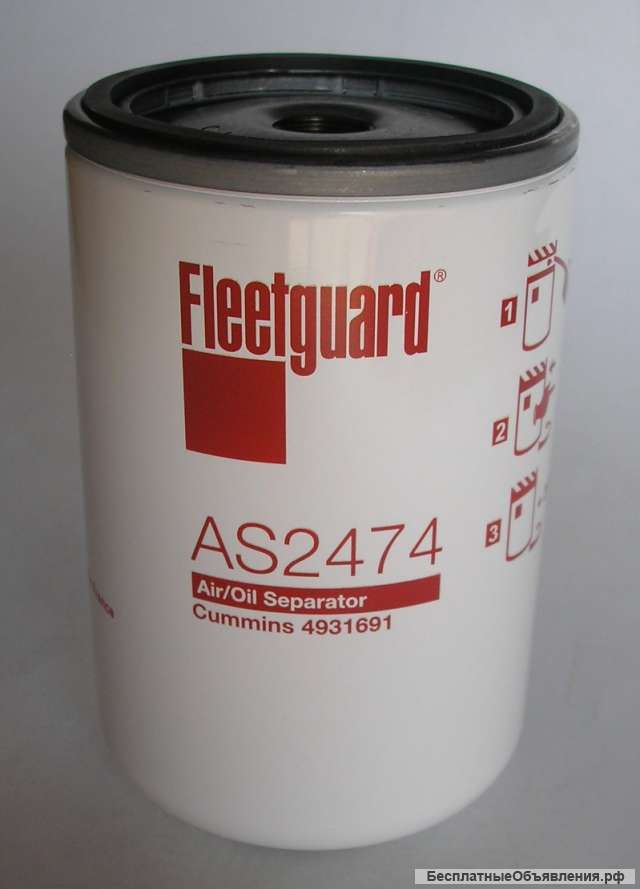 Fleetguard®
AS2474
Air/Oil Separator
Cummins 4931691
1
2
3
БесплатныеОбъявления.рф